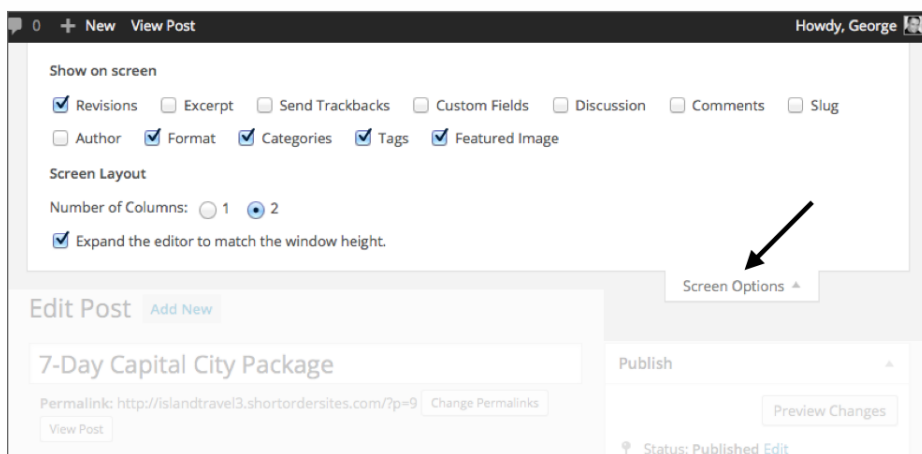 0 New View Post Howdy, George
Show on screen
Revisions Excerpt Send Trackbacks Custom Fields Discussion Comments Slug
Author Format Categories Tags Featured Image
Screen Layout
Number of Columns: 1 2
Expand the editor to match the window height.
Screen Options
Edit Post Add New
7-Day Capital City Package
Publish
Permalink: http://islandtravel3.shortordersites.com/?p=9 Change Permalinks
Preview Changes
View Post
Status: Published Edit